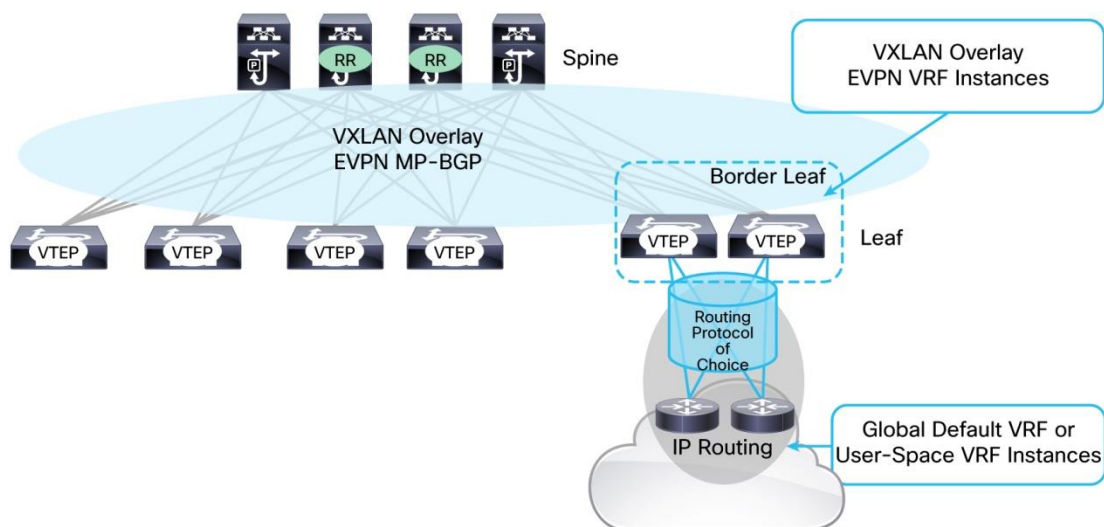 RR
RR
P
P
Spine
VXLAN Overlay
EVPN VRF Instances
VXLAN Overlay
EVPN MP-BGP
Border Leaf
VTEP
VTEP
VTEP
VTEP
VTEP
VTEP
Leaf
Routing
Protocol
of
Choice
IP Routing
Global Default VRF or
User-Space VRF Instances